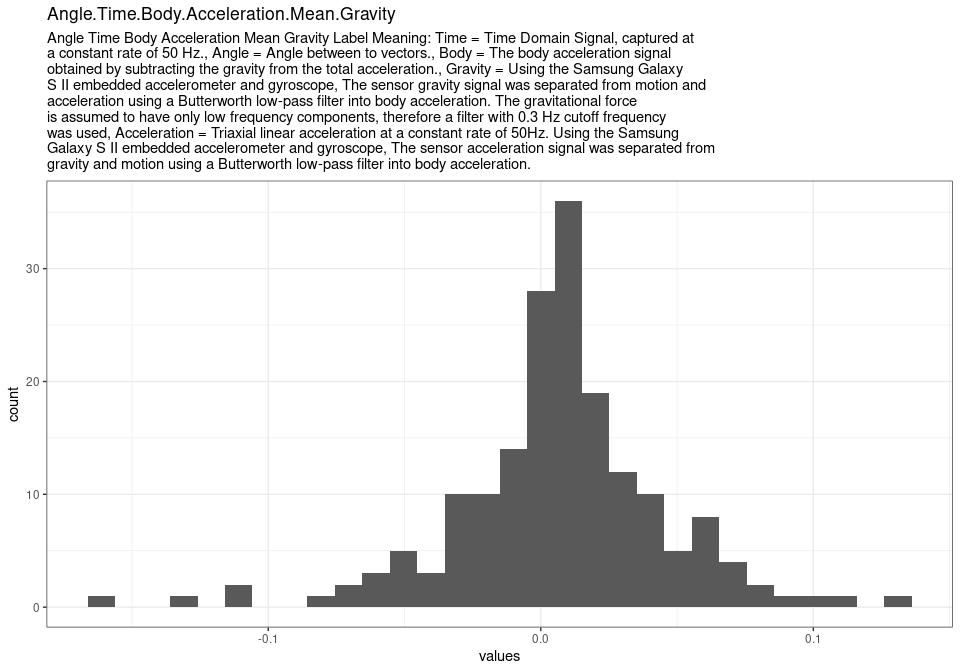 Angle.Time.Body.Acceleration.Mean.Gravity
Angle Time Body Acceleration Mean Gravity Label Meaning: Time = Time Domain Signal, captured at
a constant rate of 50 Hz., Angle = Angle between to vectors., Body = The body acceleration signal
obtained by subtracting the gravity from the total acceleration., Gravity = Using the Samsung Galaxy
S II embedded accelerometer and gyroscope, The sensor gravity signal was separated from motion and
acceleration using a Butterworth low-pass filter into body acceleration. The gravitational force
is assumed to have only low frequency components, therefore a filter with 0.3 Hz cutoff frequency
was used, Acceleration = Triaxial linear acceleration at a constant rate of 50Hz. Using the Samsung
Galaxy S II embedded accelerometer and gyroscope, The sensor acceleration signal was separated from
gravity and motion using a Butterworth low-pass filter into body acceleration.
30
20
10
0
count
-0.1
0.0
0.1
values